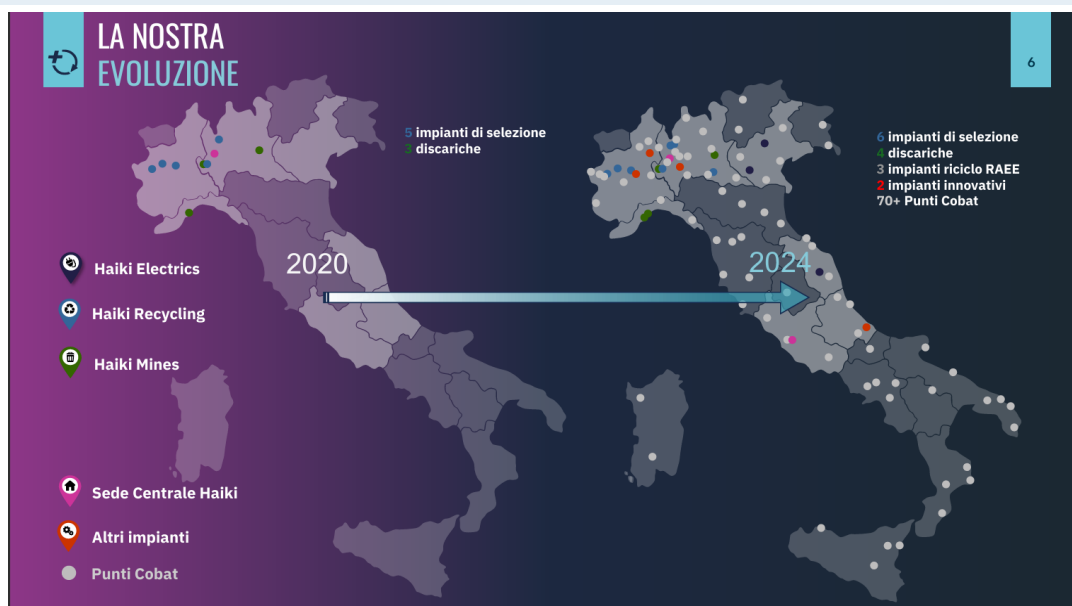 LA NOSTRA
EVOLUZIONE
6
5 impianti di selezione
3 discariche
6 impianti di selezione
4 discariche
3 impianti riciclo RAEE
2 impianti innovativi
70+ Punti Cobat
2020
2024
Haiki Electrics
Haiki Recycling
Haiki Mines
Sede Centrale Haiki
Altri impianti
Punti Cobat